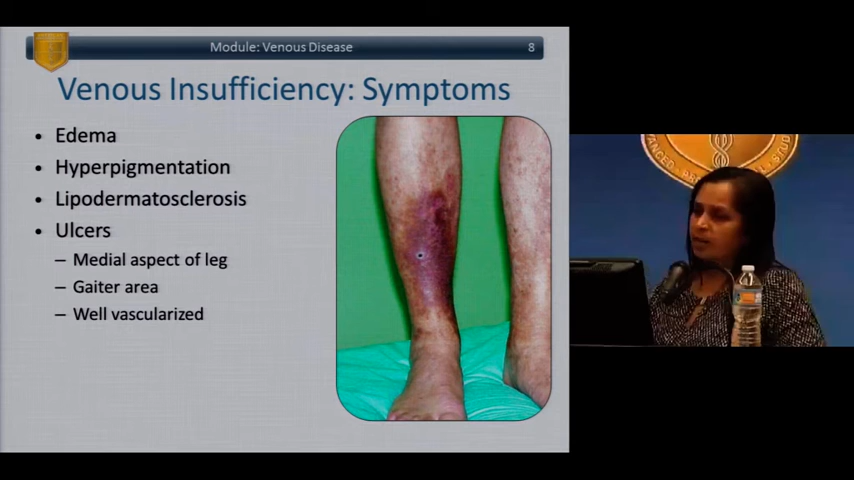 Module: Venous Disease 8
Venous Insufficiency: Symptoms
• Edema
• Hyperpigmentation
• Lipodermatosclerosis
• Ulcers
– Medial aspect of leg
– Gaiter area
– Well vascularized